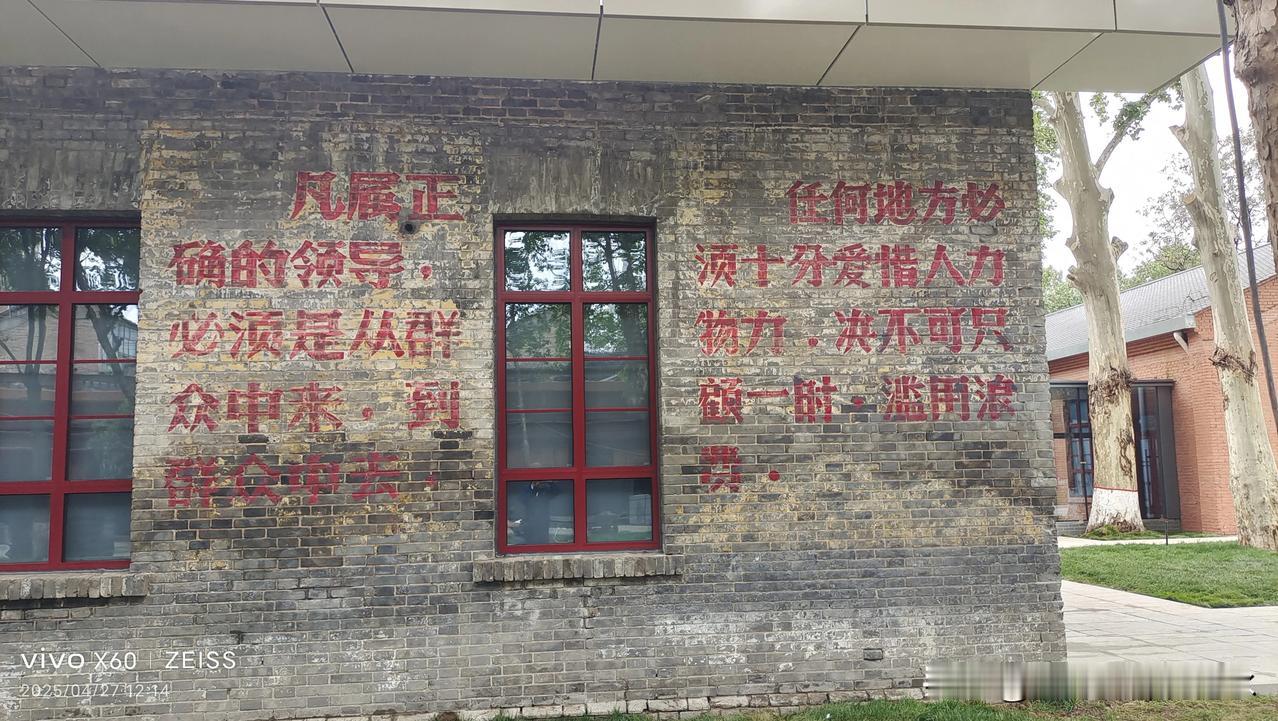 凡属正
确的领导，
必须是从群
众中来，到
群众中去，
任何地方必
须十分爱惜人力
物力．决不可只
顾一时．滥用浪
费．
vivo X60 | ZEISS
2025/04/27 12:14